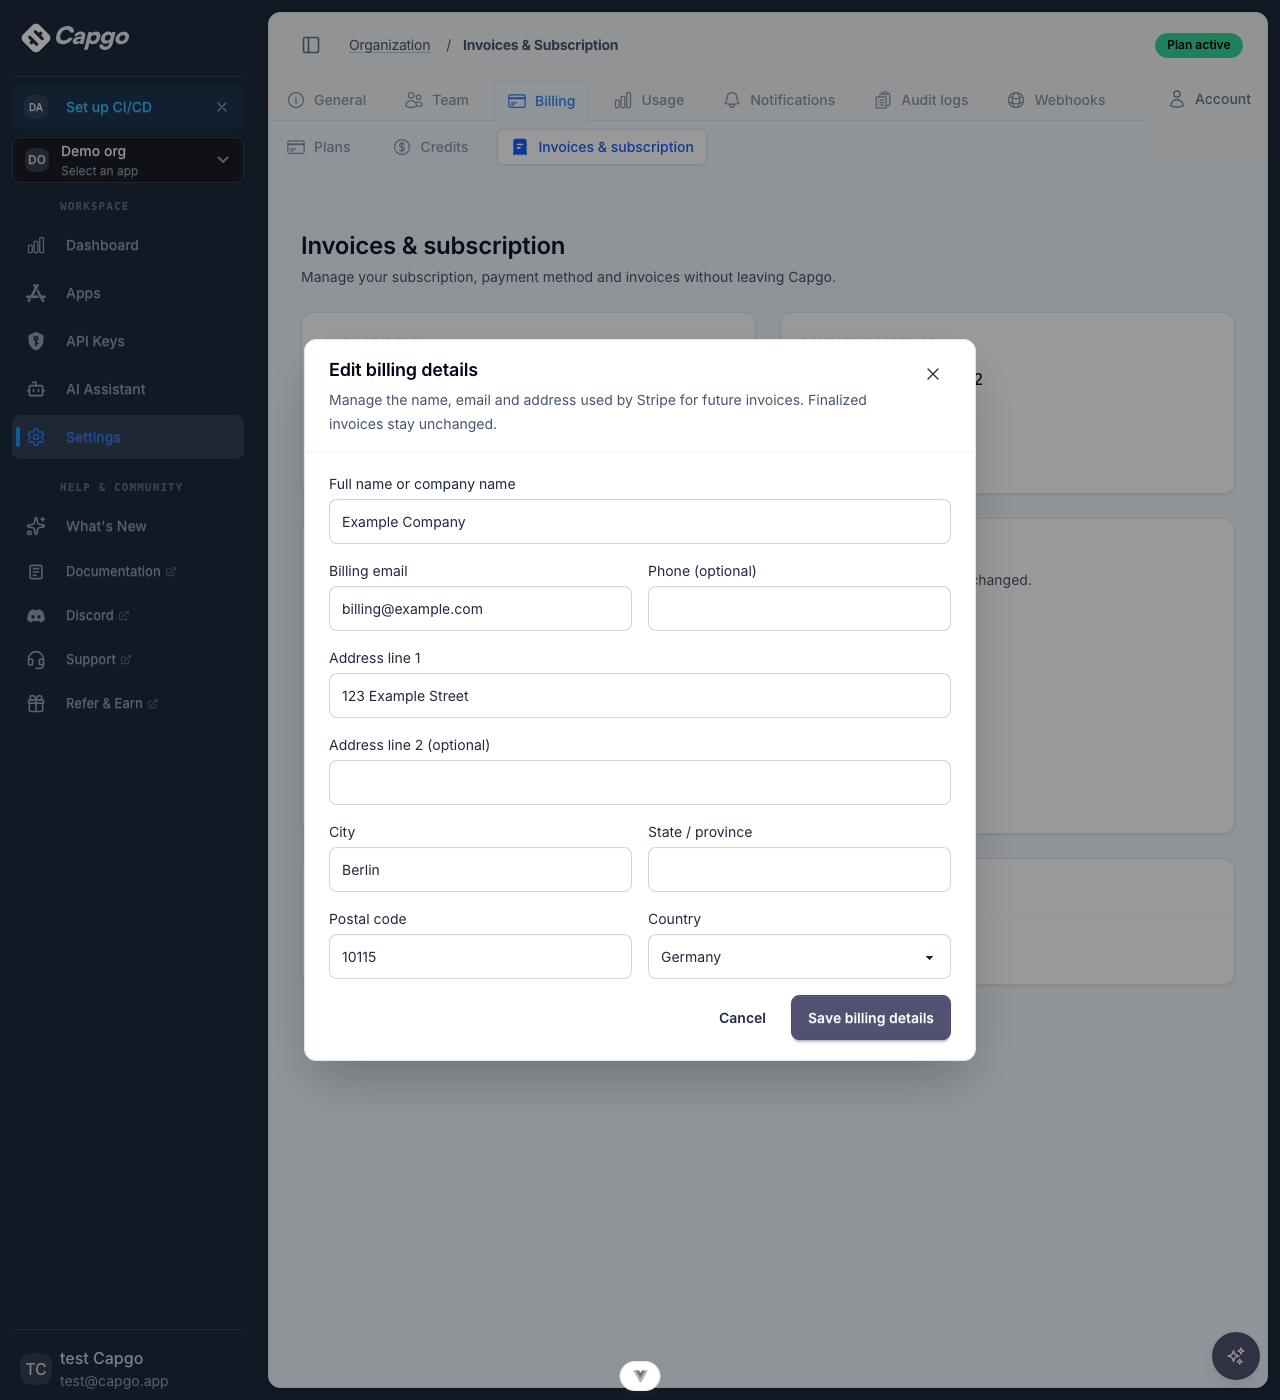 Capgo
DA Set up CI/CD
DO Demo org
Select an app
WORKSPACE
Dashboard
Apps
API Keys
AI Assistant
Settings
HELP & COMMUNITY
What's New
Documentation
Discord
Support
Refer & Earn
TC test Capgo
test@capgo.app
Organization / Invoices & Subscription
Plan active
General Team Billing Usage Notifications Audit logs Webhooks Account
Plans Credits Invoices & subscription
Invoices & subscription
Manage your subscription, payment method and invoices without leaving Capgo.
2
changed.
Edit billing details
Manage the name, email and address used by Stripe for future invoices. Finalized
invoices stay unchanged.
Full name or company name
Example Company
Billing email Phone (optional)
billing@example.com
Address line 1
123 Example Street
Address line 2 (optional)
City State / province
Berlin
Postal code Country
10115 Germany
Cancel Save billing details